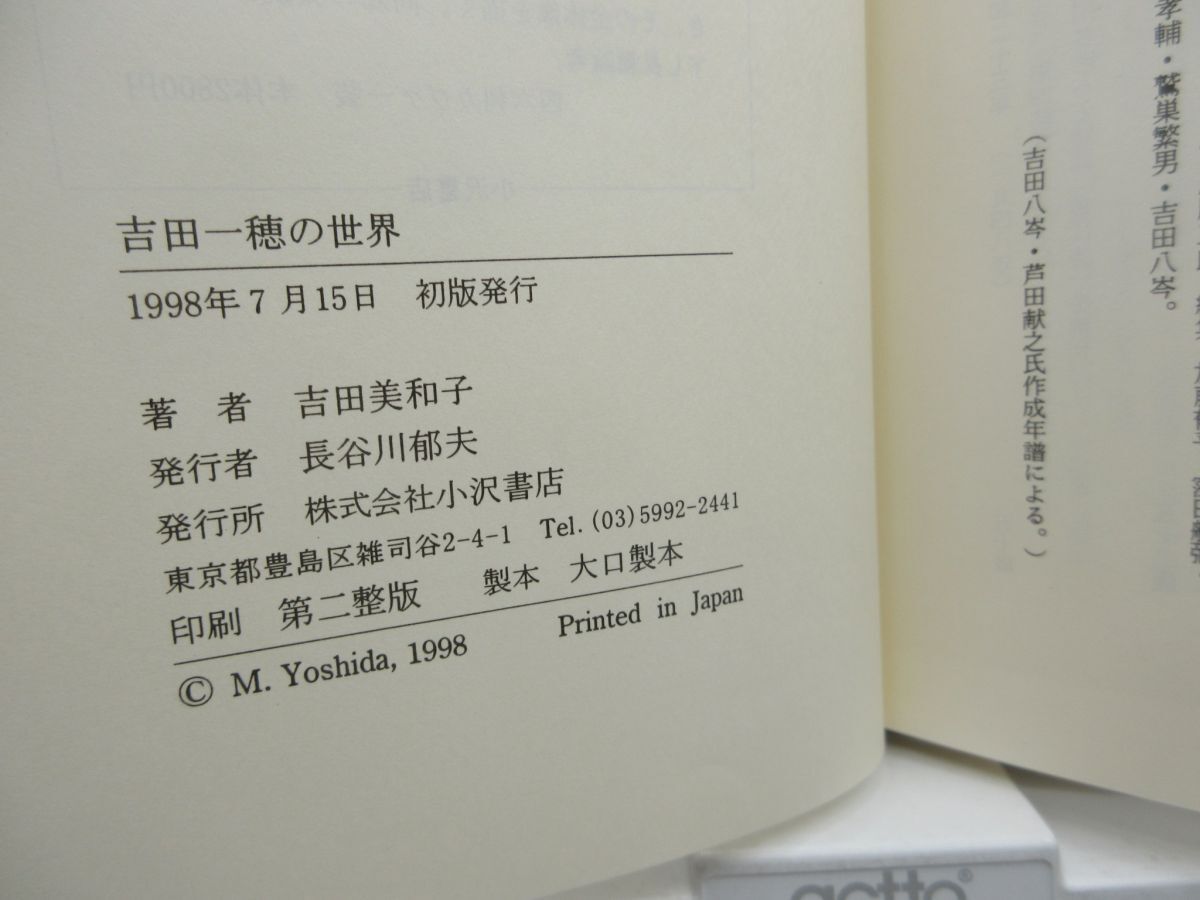 吉田一穂の世界
1998年7月15日 初版発行
著 者 吉田美和子
発行者 長谷川郁夫
発行所 株式会社小沢書店
東京都豊島区雑司谷2-4-1 Tel.(03)5992-2441
印刷 第二整版 製本 大口製本
© M. Yoshida, 1998 Printed in Japan
孝輔・鷲巣繁男・吉田八岑。
（吉田八岑・芦田献之氏作成年譜による。）
actto®